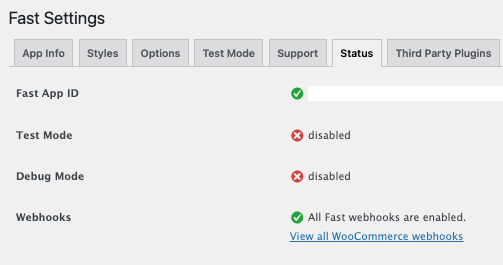 Fast Settings
App Info Styles Options Test Mode Support Status Third Party Plugins
Fast App ID
Test Mode disabled
Debug Mode disabled
Webhooks All Fast webhooks are enabled.
View all WooCommerce webhooks